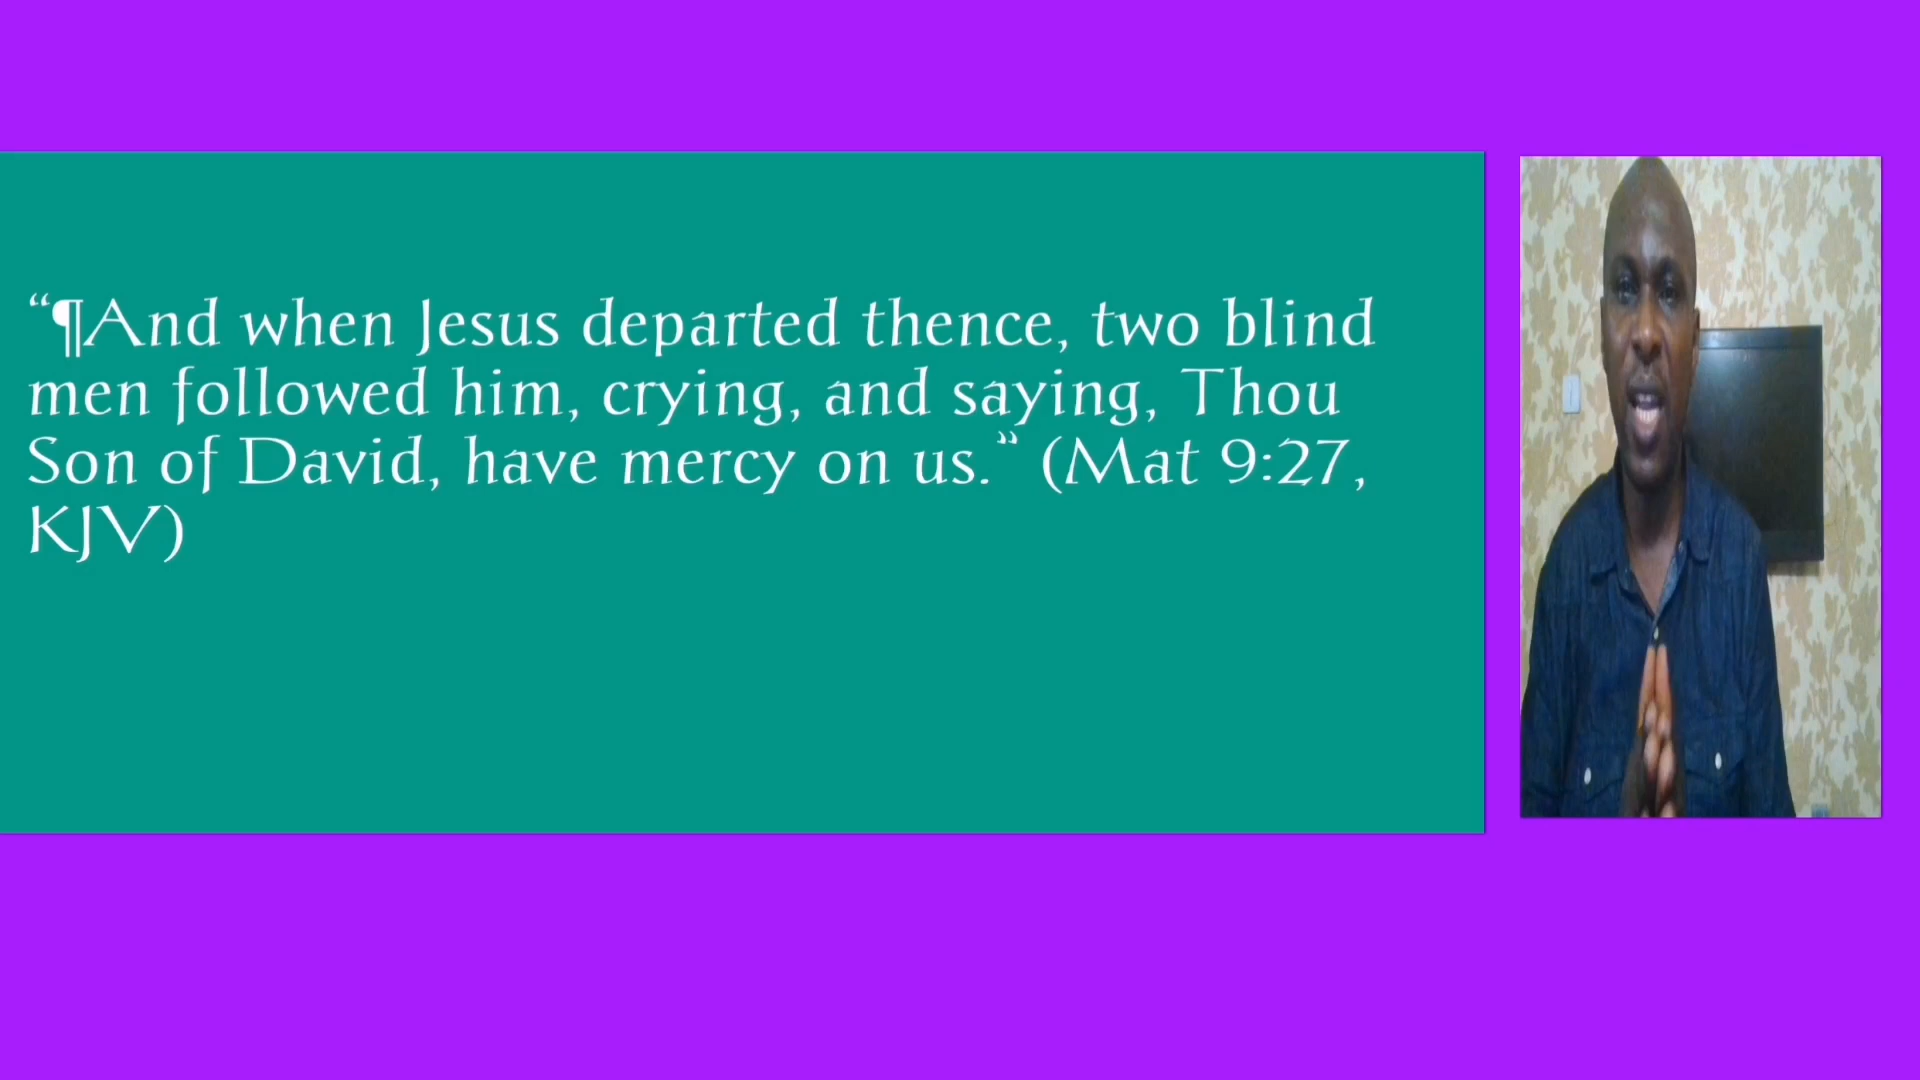 “¶And when Jesus departed thence, two blind
men followed him, crying, and saying, Thou
Son of David, have mercy on us.” (Mat 9:27,
KJV)